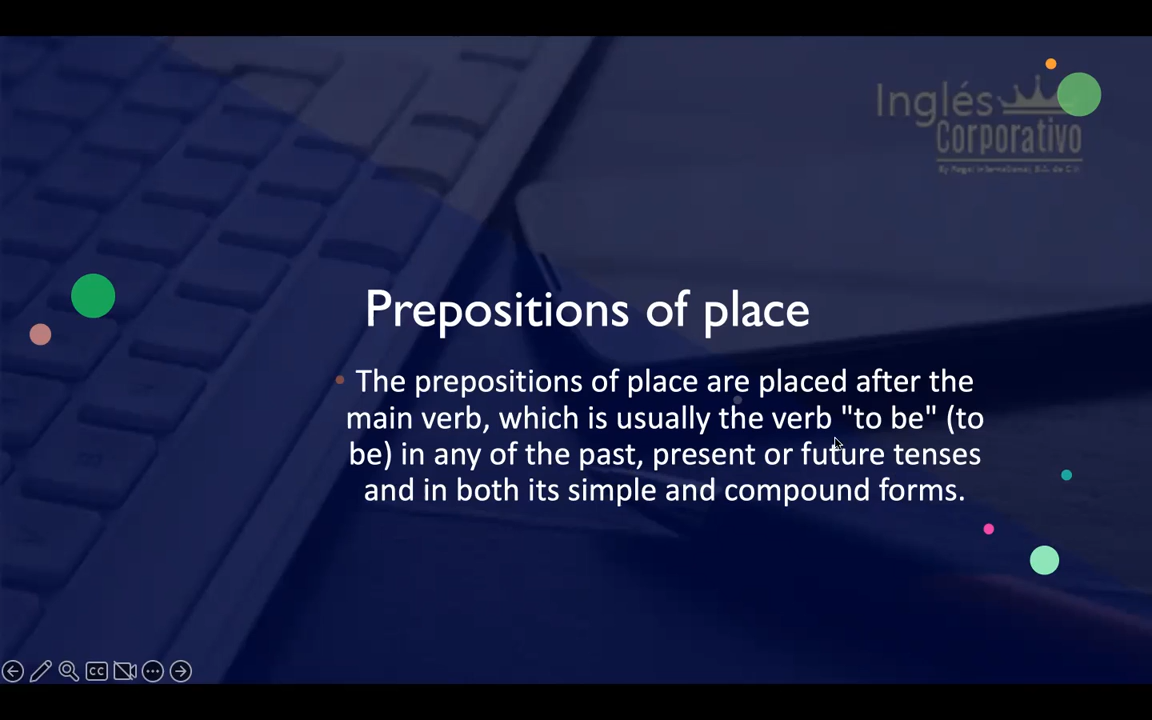 Inglés
Corporativo
Prepositions of place
The prepositions of place are placed after the
main verb, which is usually the verb "to be" (to
be) in any of the past, present or future tenses
and in both its simple and compound forms.
CC